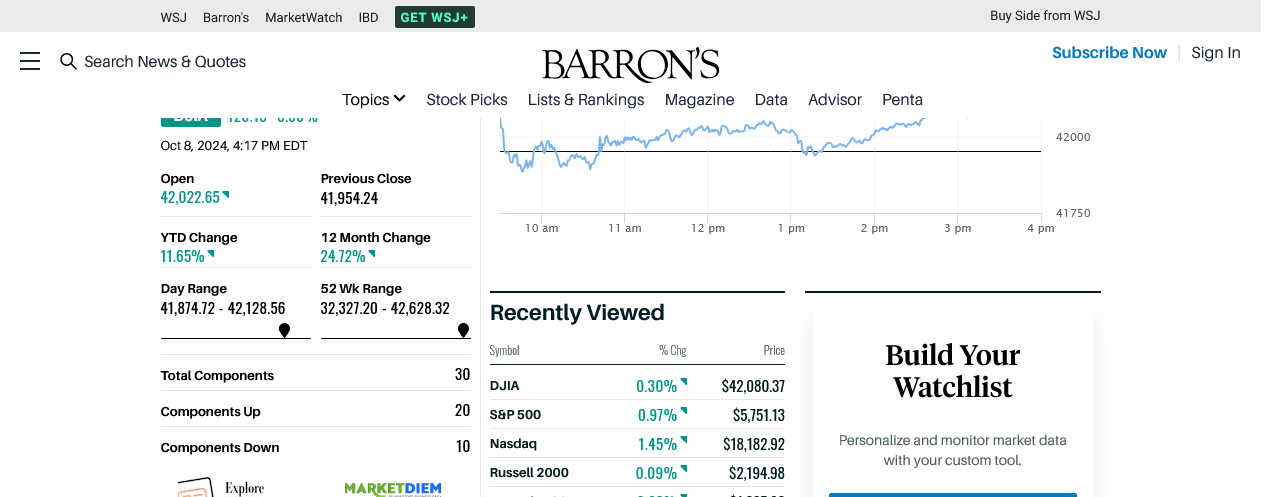 WSJ Barron's MarketWatch IBD GET WSJ+ Buy Side from WSJ
Search News & Quotes
BARRON'S
Subscribe Now Sign In
Topics Stock Picks Lists & Rankings Magazine Data Advisor Penta
Oct 8, 2024, 4:17 PM EDT
Open Previous Close
42,022.65 41,954.24
YTD Change 12 Month Change
11.65% 24.72%
Day Range 52 Wk Range
41,874.72 - 42,128.56 32,327.20 - 42,628.32
Total Components 30
Components Up 20
Components Down 10
Explore
MARKETDIEM
42000
41750
10 am 11 am 12 pm 1 pm 2 pm 3 pm 4 pm
Recently Viewed
Symbol % Chg Price
DJIA 0.30% $42,080.37
S&P 500 0.97% $5,751.13
Nasdaq 1.45% $18,182.92
Russell 2000 0.09% $2,194.98
Build Your
Watchlist
Personalize and monitor market data
with your custom tool.